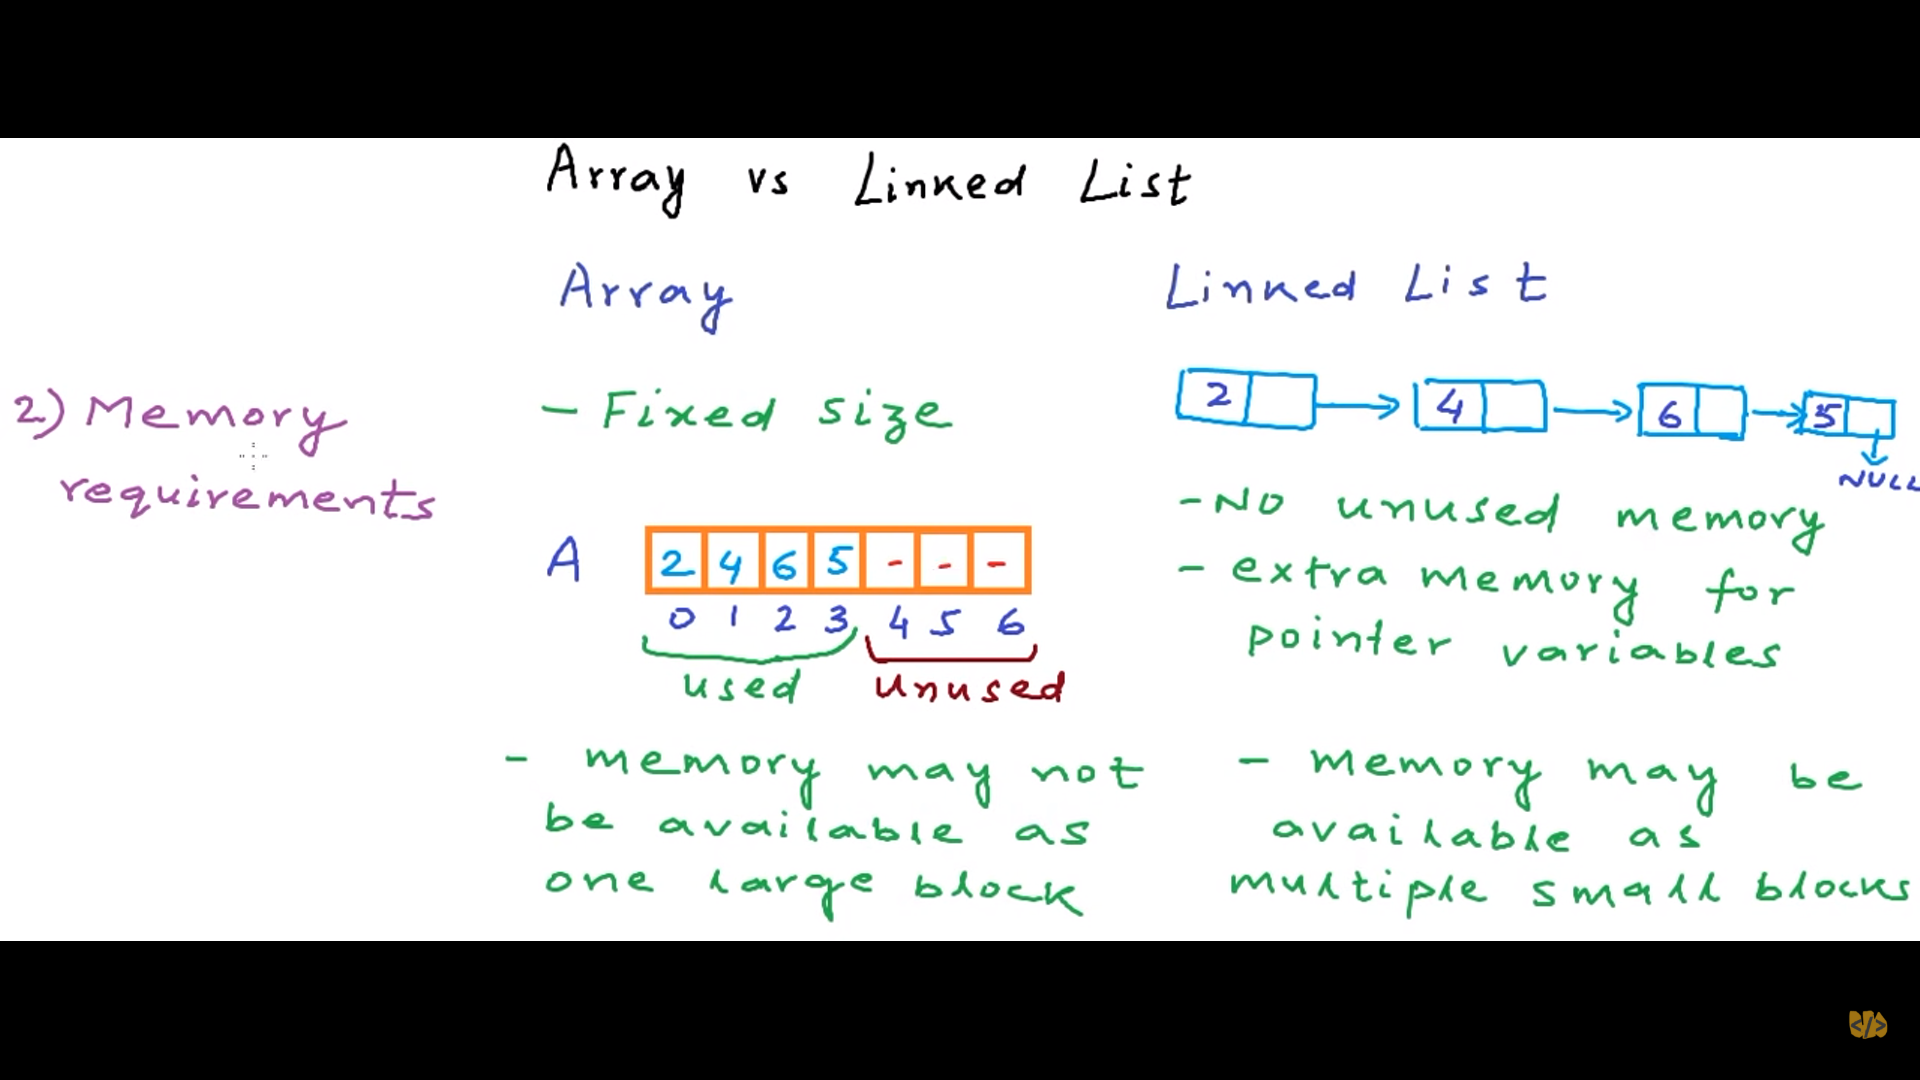 Array vs Linked List
Array
Linked List
2) Memory
requirements
- Fixed size
A
2 4 6 5 - - -
0 1 2 3 4 5 6
used
unused
- memory may not
be available as
one large block
2
4
6
5
NULL
- No unused memory
- extra memory for
pointer variables
- memory may be
available as
multiple small blocks
</>